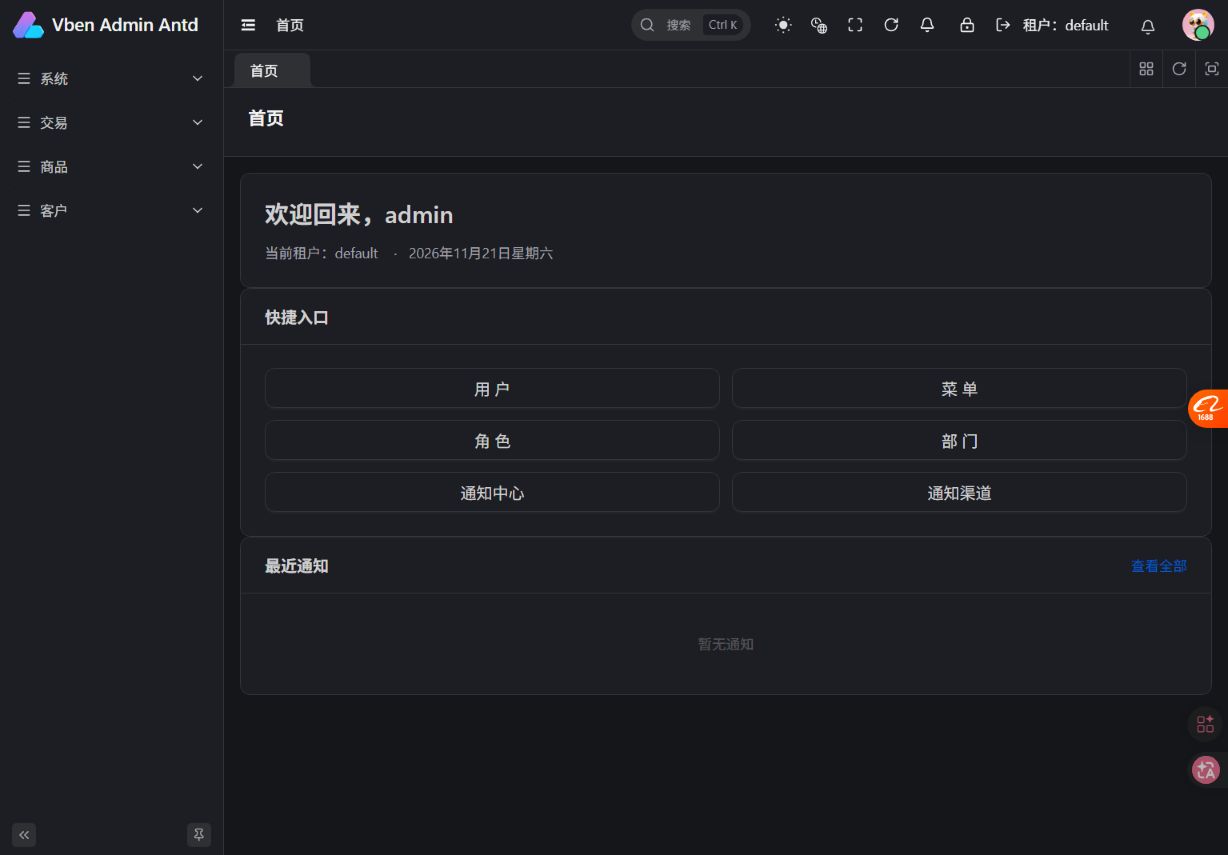 Vben Admin Antd
首页
搜索 Ctrl K
租户：default
系统
交易
商品
客户
首页
首页
欢迎回来，admin
当前租户：default · 2026年11月21日星期六
快捷入口
用户
菜单
角色
部门
通知中心
通知渠道
最近通知
查看全部
暂无通知
1688